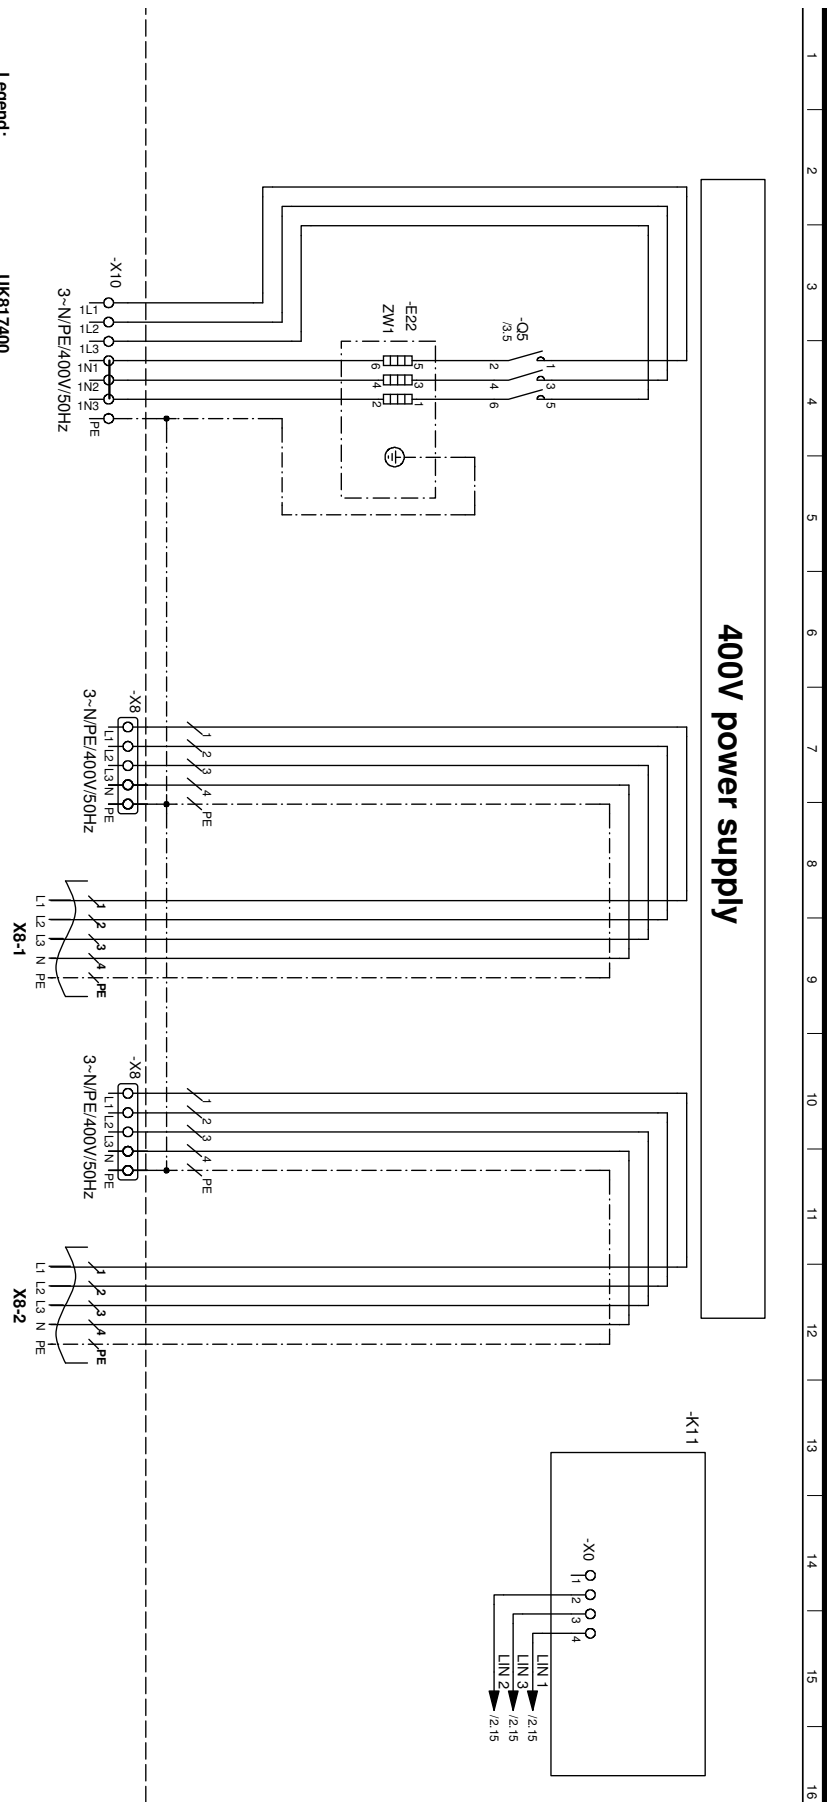 1
2
3
4
5
6
7
8
9
10
11
12
13
14
15
16
400V power supply
-Q5
/3.5
1
3
5
2
4
6
-E22
ZW1
5
3
1
6
4
2
-X10
1L1
1L2
1L3
1N1
1N2
1N3
PE
3~N/PE/400V/50Hz
1
2
3
4
PE
-X8
L1
L2
L3
N
PE
3~N/PE/400V/50Hz
1
2
3
4
PE
L1
L2
L3
N
PE
X8-1
1
2
3
4
PE
-X8
L1
L2
L3
N
PE
3~N/PE/400V/50Hz
1
2
3
4
PE
L1
L2
L3
N
PE
X8-2
-K11
-X0
1
2
3
4
LIN 1
/2.15
LIN 3
/2.15
LIN 2
/2.15
Legend:
UK817400